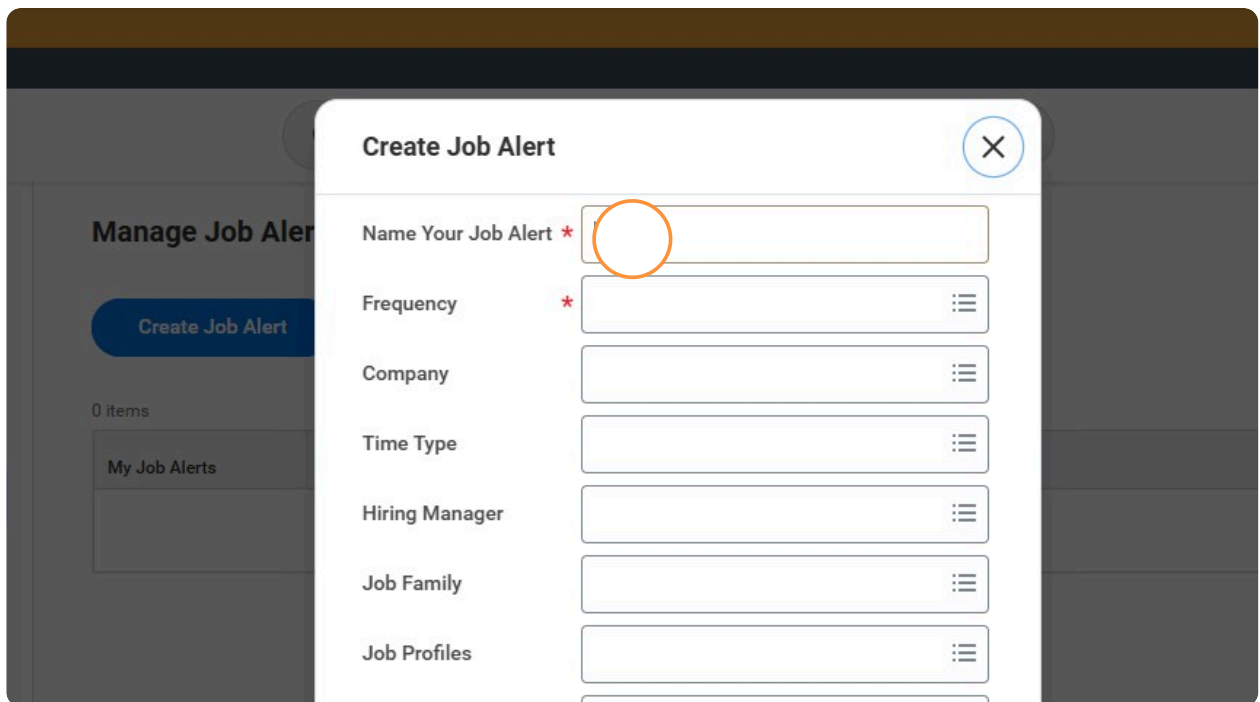 Create Job Alert
Manage Job Aler
Name Your Job Alert *
Frequency *
Create Job Alert
Company
0 items
Time Type
My Job Alerts
Hiring Manager
Job Family
Job Profiles